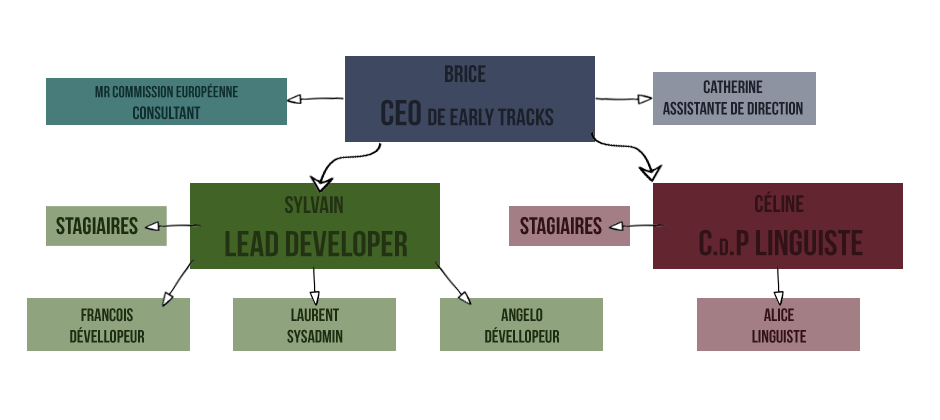 BRICE
CEO DE EARLY TRACKS
MR COMMISSION EUROPÉENNE
CONSULTANT
CATHERINE
ASSISTANTE DE DIRECTION
SYLVAIN
LEAD DEVELOPER
STAGIAIRES
CÉLINE
C.D.P LINGUISTE
STAGIAIRES
FRANCOIS
DÉVELLOPEUR
LAURENT
SYSADMIN
ANGELO
DÉVELLOPEUR
ALICE
LINGUISTE